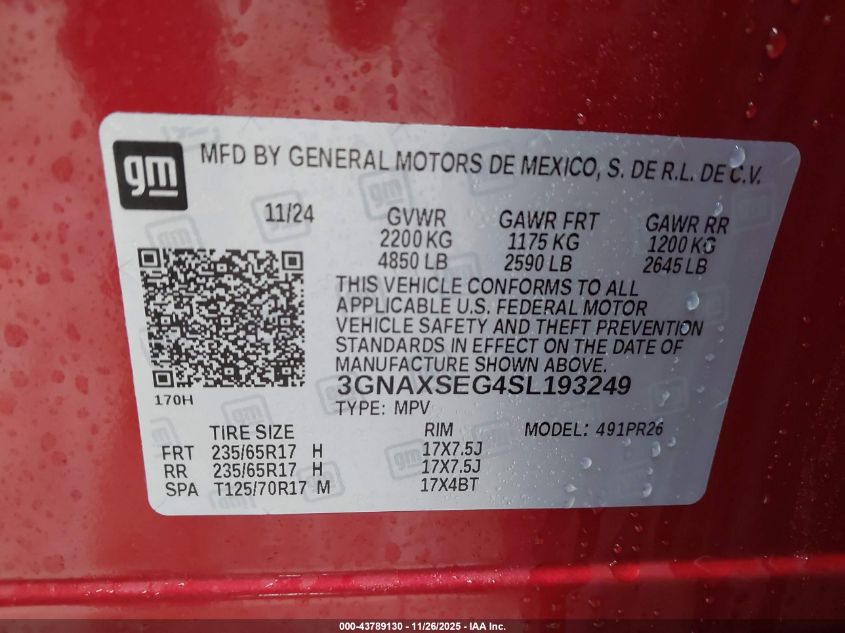 gm
MFD BY GENERAL MOTORS DE MEXICO, S. DE R.L. DE C.V.
11/24 GVWR GAWR FRT GAWR RR
2200 KG 1175 KG 1200 KG
4850 LB 2590 LB 2645 LB
THIS VEHICLE CONFORMS TO ALL
APPLICABLE U.S. FEDERAL MOTOR
VEHICLE SAFETY AND THEFT PREVENTION
STANDARDS IN EFFECT ON THE DATE OF
MANUFACTURE SHOWN ABOVE.
170H 3GNAXSEG4SL193249
TYPE: MPV
TIRE SIZE RIM MODEL: 491PR26
FRT 235/65R17 H 17X7.5J
RR 235/65R17 H 17X7.5J
SPA T125/70R17 M 17X4BT
000-43789130 - 11/26/2025 - IAA Inc.